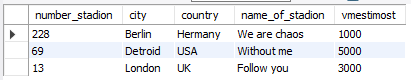 number_stadion city country name_of_stadion vmestimost
228 Berlin Hermany We are chaos 1000
69 Detroid USA Without me 5000
13 London UK Follow you 3000